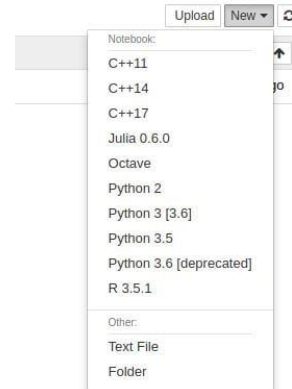 Upload New
Notebook:
C++11
C++14
C++17
go
Julia 0.6.0
Octave
Python 2
Python 3 [3.6]
Python 3.5
Python 3.6 [deprecated]
R 3.5.1
Other:
Text File
Folder